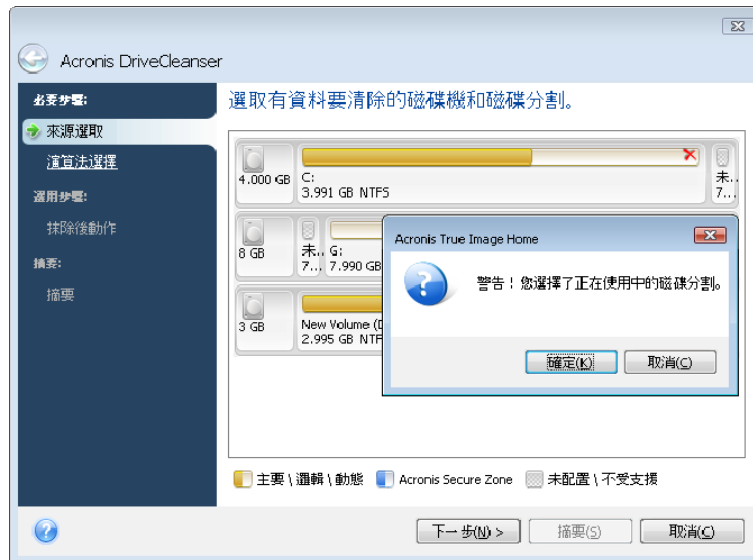 Acronis DriveCleanser
必要步驟:
來源選取
演算法選擇
選用步驟:
抹除後動作
摘要:
摘要
選取有資料要清除的磁碟機和磁碟分割。
4.000 GB
C:
3.991 GB NTFS
未..
7...
8 GB
未..
7...
G:
7.990 GB
3 GB
New Volume (D
2.995 GB NTF
Acronis True Image Home
警告！您選擇了正在使用中的磁碟分割。
確定(K)
取消(C)
主要 \ 邏輯 \ 動態
Acronis Secure Zone
未配置 \ 不受支援
下一步(N) >
摘要(S)
取消(C)